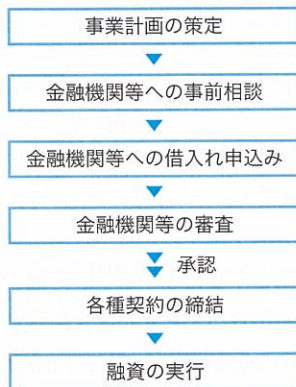 事業計画の策定
金融機関等への事前相談
金融機関等への借入れ申込み
金融機関等の審査
承認
各種契約の締結
融資の実行